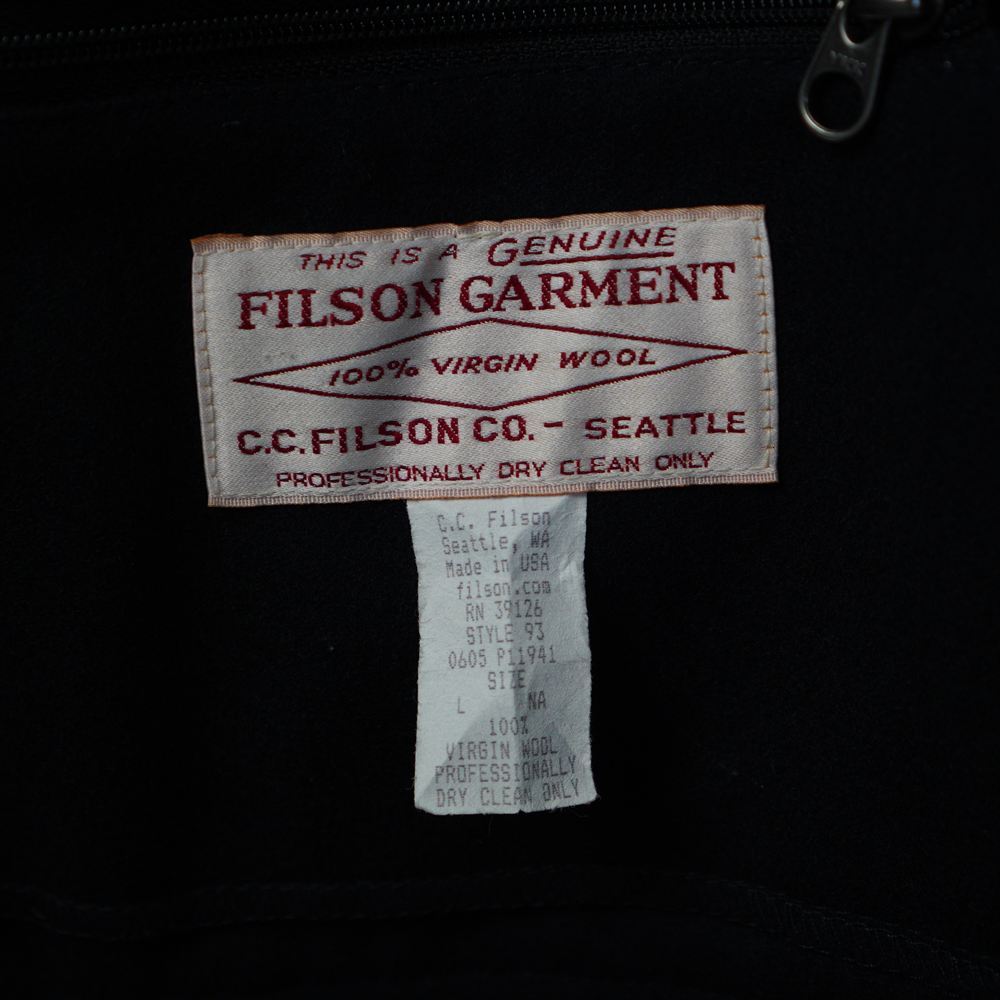 THIS IS A GENUINE
FILSON GARMENT
100% VIRGIN WOOL
C.C. FILSON CO. - SEATTLE
PROFESSIONALLY DRY CLEAN ONLY
C.C. Filson
Seattle, WA
Made in USA
filson.com
RN 39126
STYLE 93
0605 P11941
SIZE
L NA
100%
VIRGIN WOOL
PROFESSIONALLY
DRY CLEAN ONLY